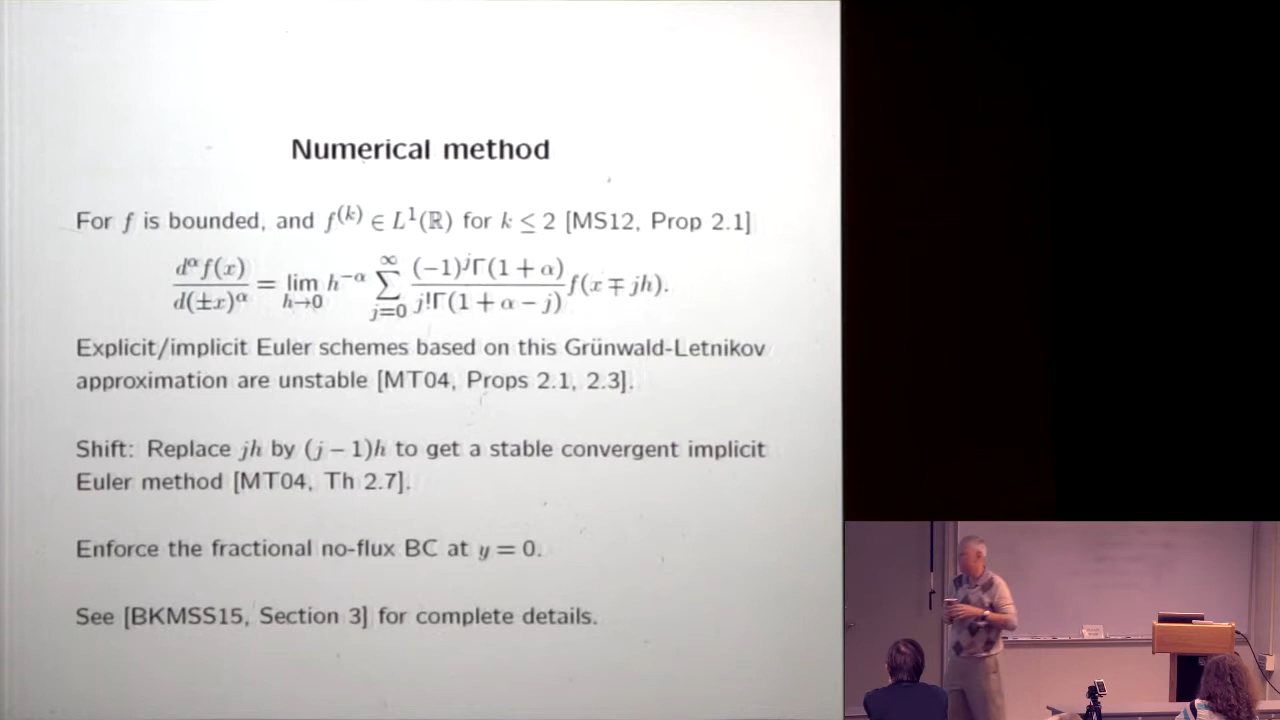 Numerical method
For f is bounded, and f^(k) ∈ L^1(ℝ) for k ≤ 2 [MS12, Prop 2.1]
d^α f(x) / d(±x)^α = lim_{h→0} h^{−α} ∑_{j=0}^{∞} (−1)^j Γ(1 + α) / j!Γ(1 + α − j) f(x ∓ jh).
Explicit/implicit Euler schemes based on this Grünwald-Letnikov
approximation are unstable [MT04, Props 2.1, 2.3].
Shift: Replace jh by (j − 1)h to get a stable convergent implicit
Euler method [MT04, Th 2.7].
Enforce the fractional no-flux BC at y = 0.
See [BKMSS15, Section 3] for complete details.